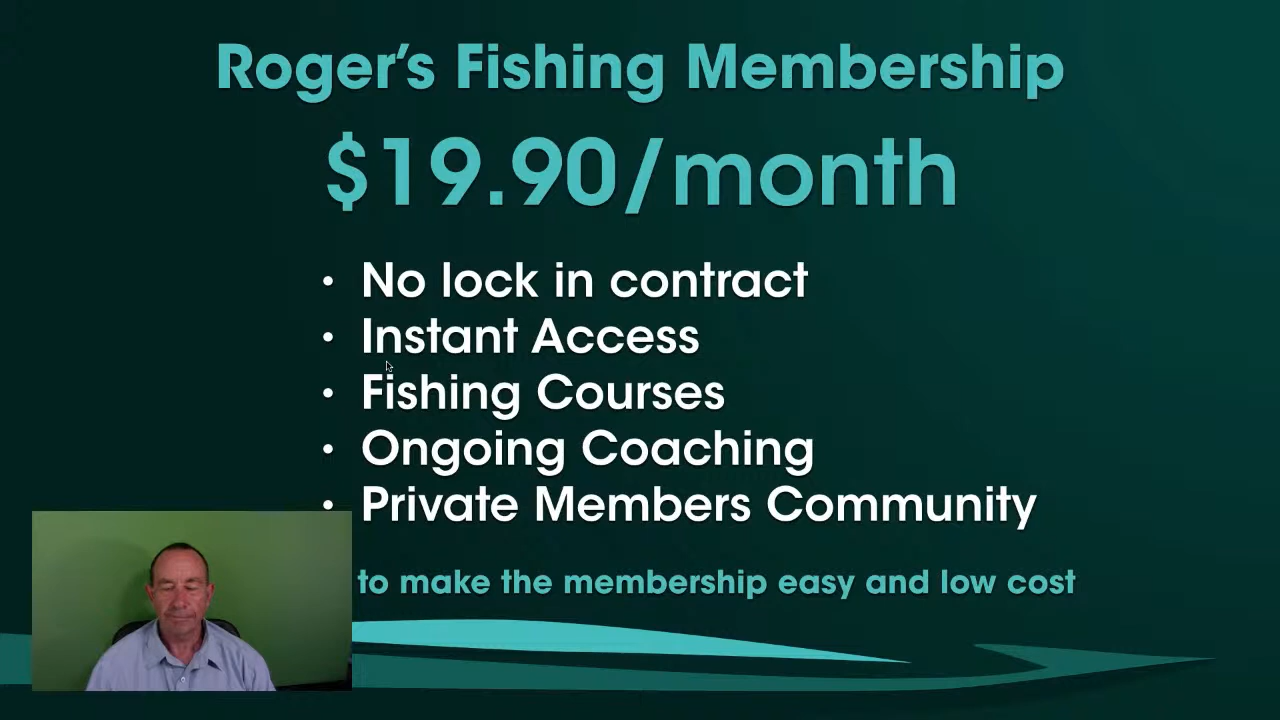 Roger’s Fishing Membership
$19.90/month
• No lock in contract
• Instant Access
• Fishing Courses
• Ongoing Coaching
• Private Members Community
to make the membership easy and low cost